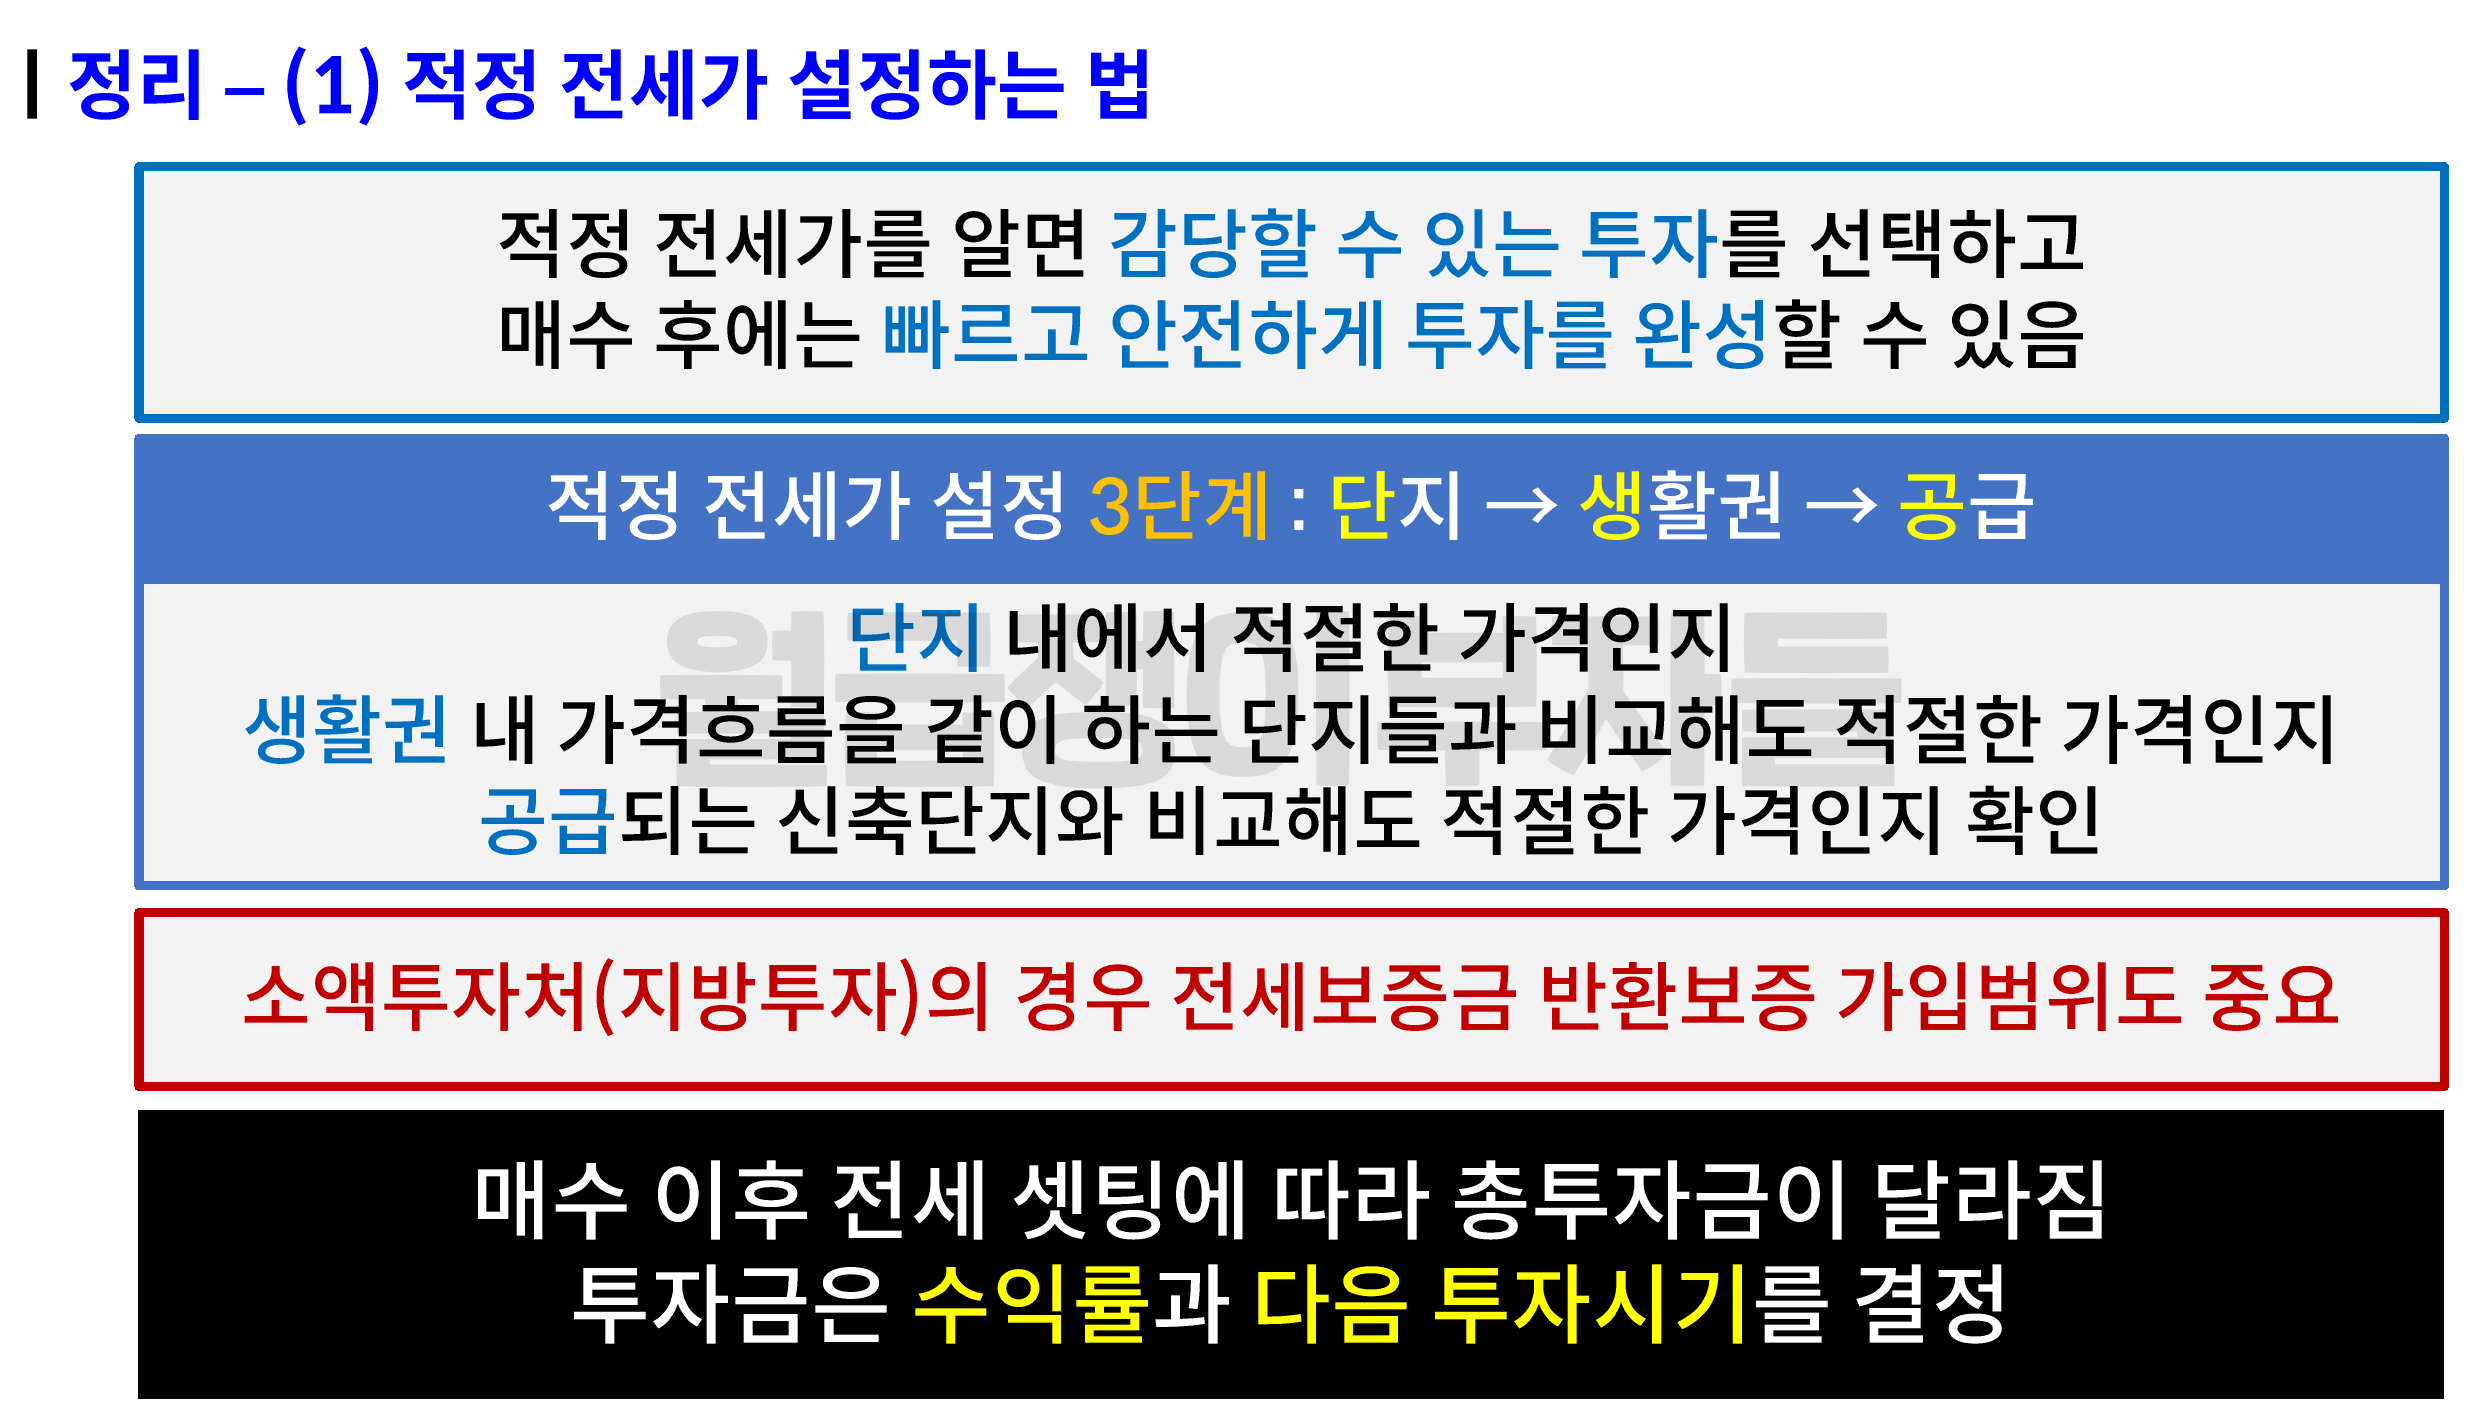 | 정리 – (1) 적정 전세가 설정하는 법
적정 전세가를 알면 감당할 수 있는 투자를 선택하고
매수 후에는 빠르고 안전하게 투자를 완성할 수 있음
적정 전세가 설정 3단계 : 단지 → 생활권 → 공급
월급쟁이부자들
단지 내에서 적절한 가격인지
생활권 내 가격흐름을 같이 하는 단지들과 비교해도 적절한 가격인지
공급되는 신축단지와 비교해도 적절한 가격인지 확인
소액투자처(지방투자)의 경우 전세보증금 반환보증 가입범위도 중요
매수 이후 전세 셋팅에 따라 총투자금이 달라짐
투자금은 수익률과 다음 투자시기를 결정